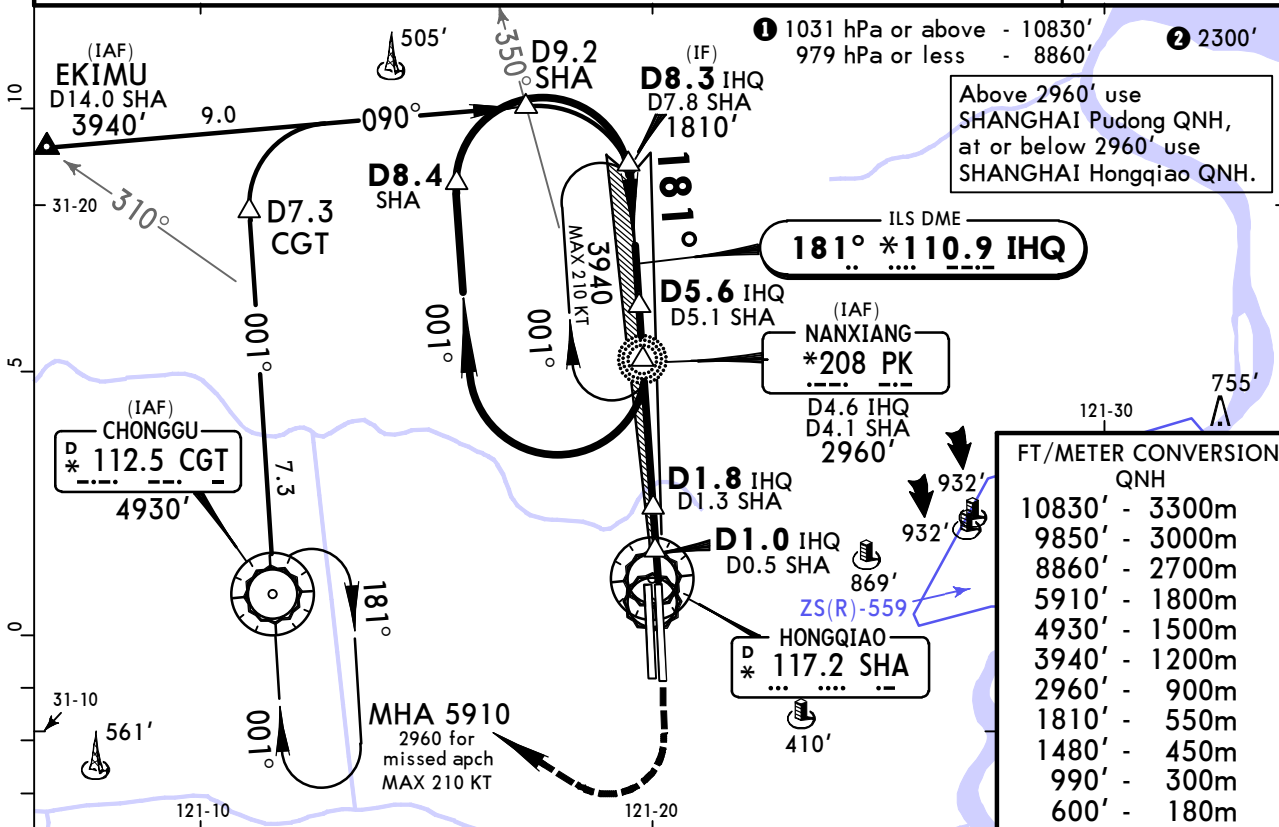 ❶ 1031 hPa or above - 10830'
979 hPa or less - 8860'
❷ 2300'
Above 2960' use
SHANGHAI Pudong QNH,
at or below 2960' use
SHANGHAI Hongqiao QNH.
(IAF)
EKIMU
D14.0 SHA
3940'
9.0
505'
350°
D9.2
SHA
(IF)
D8.3 IHQ
D7.8 SHA
1810'
10
090°
310°
31-20
D7.3
CGT
D8.4
SHA
181°
ILS DME
181° *110.9 IHQ
3940
MAX 210 KT
001°
001°
001°
D5.6 IHQ
D5.1 SHA
(IAF)
NANXIANG
*208 PK
D4.6 IHQ
D4.1 SHA
2960'
5
755'
121-30
(IAF)
CHONGGU
D
* 112.5 CGT
4930'
7.3
D1.8 IHQ
D1.3 SHA
D1.0 IHQ
D0.5 SHA
932'
932'
869'
ZS(R)-559
0
181°
001°
HONGQIAO
D
* 117.2 SHA
410'
31-10
561'
MHA 5910
2960 for
missed apch
MAX 210 KT
121-10
121-20
FT/METER CONVERSION
QNH
10830' - 3300m
9850' - 3000m
8860' - 2700m
5910' - 1800m
4930' - 1500m
3940' - 1200m
2960' - 900m
1810' - 550m
1480' - 450m
990' - 300m
600' - 180m